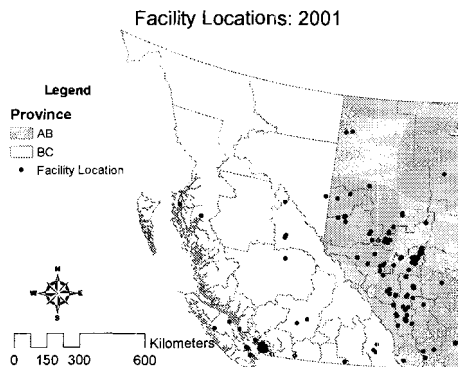 Facility Locations: 2001
Legend
Province
AB
BC
Facility Location
N
W E
S
Kilometers
0 150 300 600